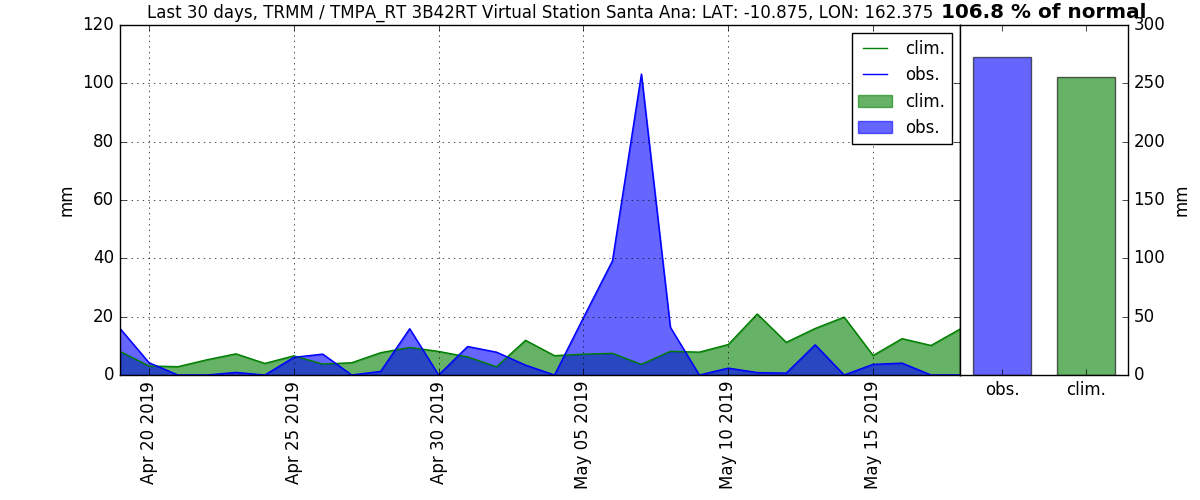 Last 30 days, TRMM / TMPA_RT 3B42RT Virtual Station Santa Ana: LAT: -10.875, LON: 162.375 106.8 % of normal
120
100
80
60
40
20
0
mm
clim.
obs.
clim.
obs.
300
250
200
150
100
50
0
mm
Apr 20 2019
Apr 25 2019
Apr 30 2019
May 05 2019
May 10 2019
May 15 2019
obs.
clim.